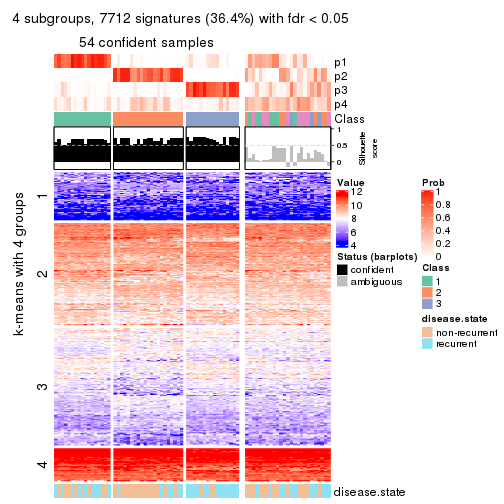 4 subgroups, 7712 signatures (36.4%) with fdr < 0.05
54 confident samples
p1
p2
p3
p4
Class
1
0.5
0
Silhouette
score
k-means with 4 groups
1
2
3
4
disease.state
Value
12
10
8
6
4
Status (barplots)
confident
ambiguous
Prob
1
0.8
0.6
0.4
0.2
0
Class
1
2
3
disease.state
non-recurrent
recurrent